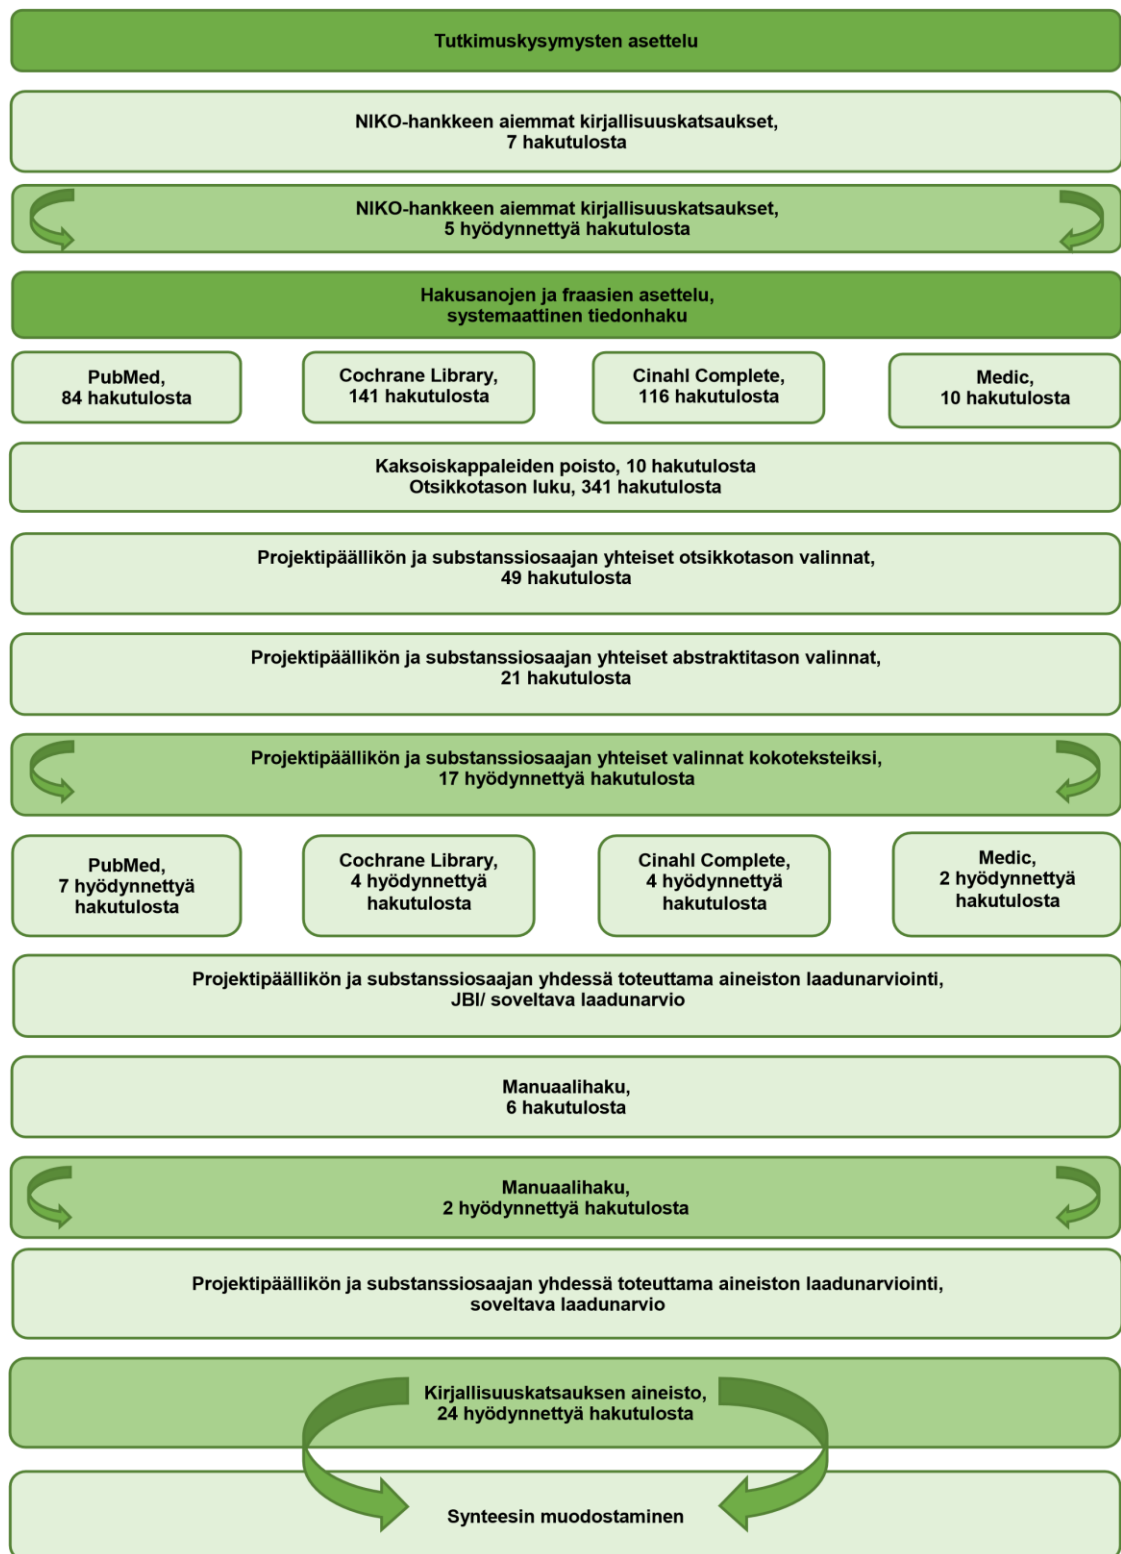 Tutkimuskysymysten asettelu
NIKO-hankkeen aiemmat kirjallisuuskatsaukset,
7 hakutulosta
NIKO-hankkeen aiemmat kirjallisuuskatsaukset,
5 hyödynnettyä hakutulosta
Hakusanojen ja fraasien asettelu,
systemaattinen tiedonhaku
PubMed,
84 hakutulosta
Cochrane Library,
141 hakutulosta
Cinahl Complete,
116 hakutulosta
Medic,
10 hakutulosta
Kaksoiskappaleiden poisto, 10 hakutulosta
Otsikkotason luku, 341 hakutulosta
Projektipäällikön ja substanssiosaajan yhteiset otsikkotason valinnat,
49 hakutulosta
Projektipäällikön ja substanssiosaajan yhteiset abstraktitason valinnat,
21 hakutulosta
Projektipäällikön ja substanssiosaajan yhteiset valinnat kokoteksteiksi,
17 hyödynnettyä hakutulosta
PubMed,
7 hyödynnettyä
hakutulosta
Cochrane Library,
4 hyödynnettyä
hakutulosta
Cinahl Complete,
4 hyödynnettyä
hakutulosta
Medic,
2 hyödynnettyä
hakutulosta
Projektipäällikön ja substanssiosaajan yhdessä toteuttama aineiston laadunarviointi,
JBI/ soveltava laadunarvio
Manuaalihaku,
6 hakutulosta
Manuaalihaku,
2 hyödynnettyä hakutulosta
Projektipäällikön ja substanssiosaajan yhdessä toteuttama aineiston laadunarviointi,
soveltava laadunarvio
Kirjallisuuskatsauksen aineisto,
24 hyödynnettyä hakutulosta
Synteesin muodostaminen